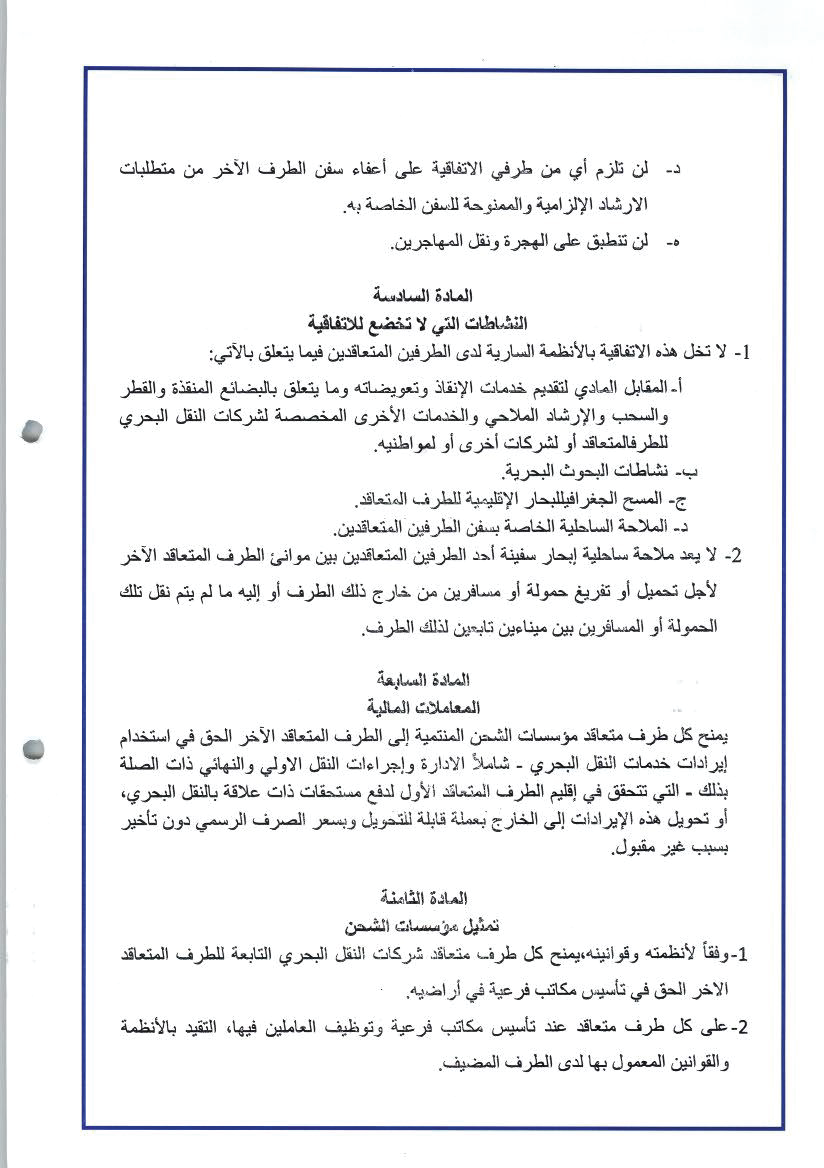 د- لن تلزم أي من طرفي الاتفاقية على أعفاء سفن الطرف الآخر من متطلبات
الارشاد الإلزامية والممنوحة للسفن الخاصة به.
ه- لن تنطبق على الهجرة ونقل المهاجرين.
المادة السادسة
النشاطات التي لا تخضع للاتفاقية
1- لا تخل هذه الاتفاقية بالأنظمة السارية لدى الطرفين المتعاقدين فيما يتعلق بالآتي:
أ- المقابل المادي لتقديم خدمات الإنقاذ وتعويضاته وما يتعلق بالبضائع المنقذة والقطر
والسحب والإرشاد الملاحي والخدمات الأخرى المخصصة لشركات النقل البحري
للطرفالمتعاقد أو لشركات أخرى أو لمواطنيه.
ب- نشاطات البحوث البحرية.
ج- المسح الجغرافيللبحار الإقليمية للطرف المتعاقد.
د- الملاحة الساحلية الخاصة بسفن الطرفين المتعاقدين.
2- لا يعد ملاحة ساحلية إبحار سفينة أحد الطرفين المتعاقدين بين موانئ الطرف المتعاقد الآخر
لأجل تحميل أو تفريغ حمولة أو مسافرين من خارج ذلك الطرف أو إليه ما لم يتم نقل تلك
الحمولة أو المسافرين بين ميناءين تابعين لذلك الطرف.
المادة السابعة
المعاملات المالية
يمنح كل طرف متعاقد مؤسسات الشحن المنتمية إلى الطرف المتعاقد الآخر الحق في استخدام
إيرادات خدمات النقل البحري - شاملاً الادارة وإجراءات النقل الاولي والنهائي ذات الصلة
بذلك - التي تتحقق في إقليم الطرف المتعاقد الأول لدفع مستحقات ذات علاقة بالنقل البحري،
أو تحويل هذه الإيرادات إلى الخارج بعملة قابلة للتحويل وبسعر الصرف الرسمي دون تأخير
بسبب غير مقبول.
المادة الثامنة
تمثيل مؤسسات الشحن
1-وفقاً لأنظمته وقوانينه،يمنح كل طرف متعاقد شركات النقل البحري التابعة للطرف المتعاقد
الاخر الحق في تأسيس مكاتب فرعية في أراضيه.
2-على كل طرف متعاقد عند تأسيس مكاتب فرعية وتوظيف العاملين فيها، التقيد بالأنظمة
والقوانين المعمول بها لدى الطرف المضيف.